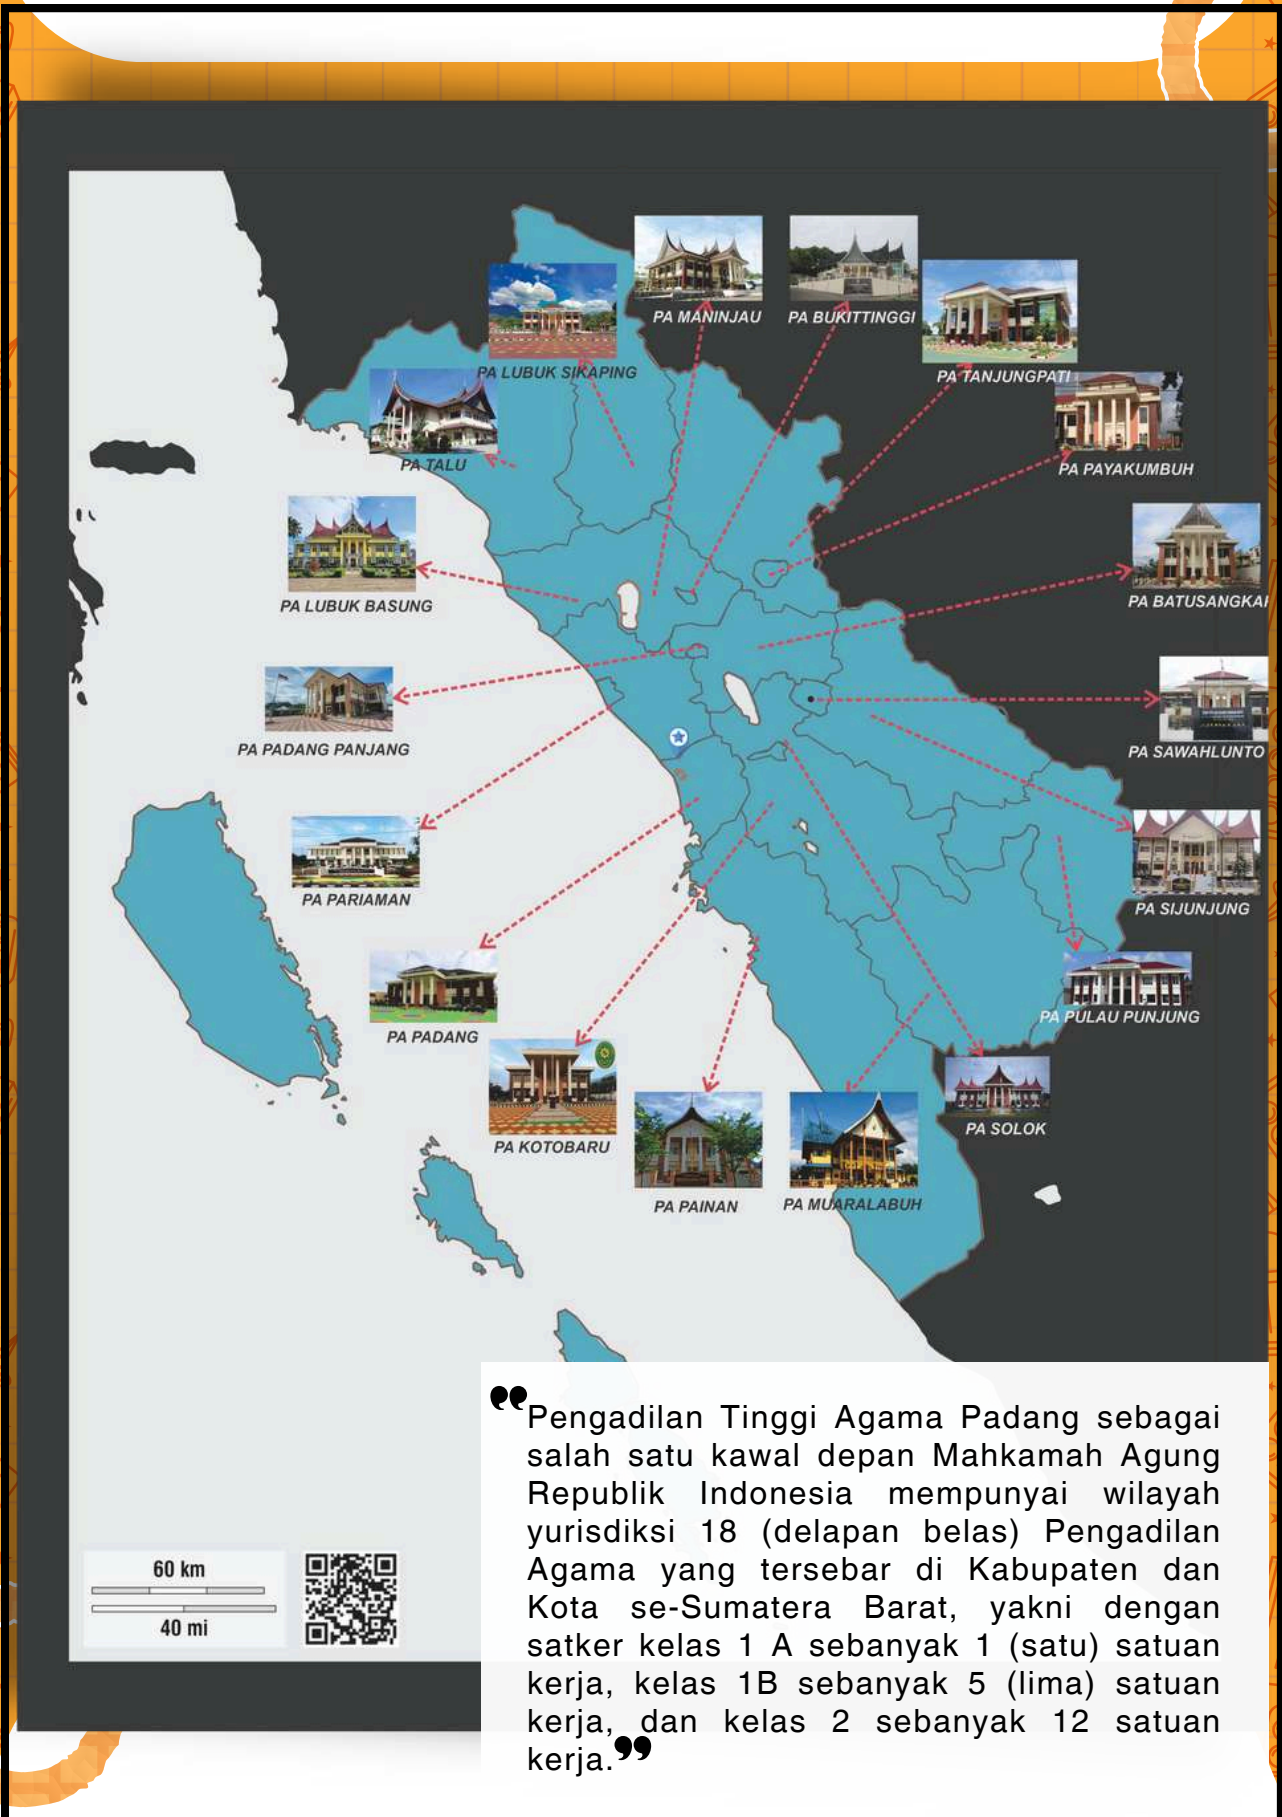 PA MANINJAU
PA BUKITTINGGI
PA LUBUK SIKAPING
PA TANJUNGPATI
PA TALU
PA PAYAKUMBUH
PA LUBUK BASUNG
PA BATUSANGKA
PA PADANG PANJANG
PA SAWAHLUNTO
PA PARIAMAN
PA SIJUNJUNG
PA PULAU PUNJUNG
PA PADANG
PA SOLOK
PA KOTOBARU
PA PAINAN
PA MUARALABUH
"Pengadilan Tinggi Agama Padang sebagai
salah satu kawal depan Mahkamah Agung
Republik Indonesia mempunyai wilayah
yurisdiksi 18 (delapan belas) Pengadilan
Agama yang tersebar di Kabupaten dan
Kota se-Sumatera Barat, yakni dengan
satker kelas 1 A sebanyak 1 (satu) satuan
kerja, kelas 1B sebanyak 5 (lima) satuan
kerja, dan kelas 2 sebanyak 12 satuan
kerja."
60 km
40 mi